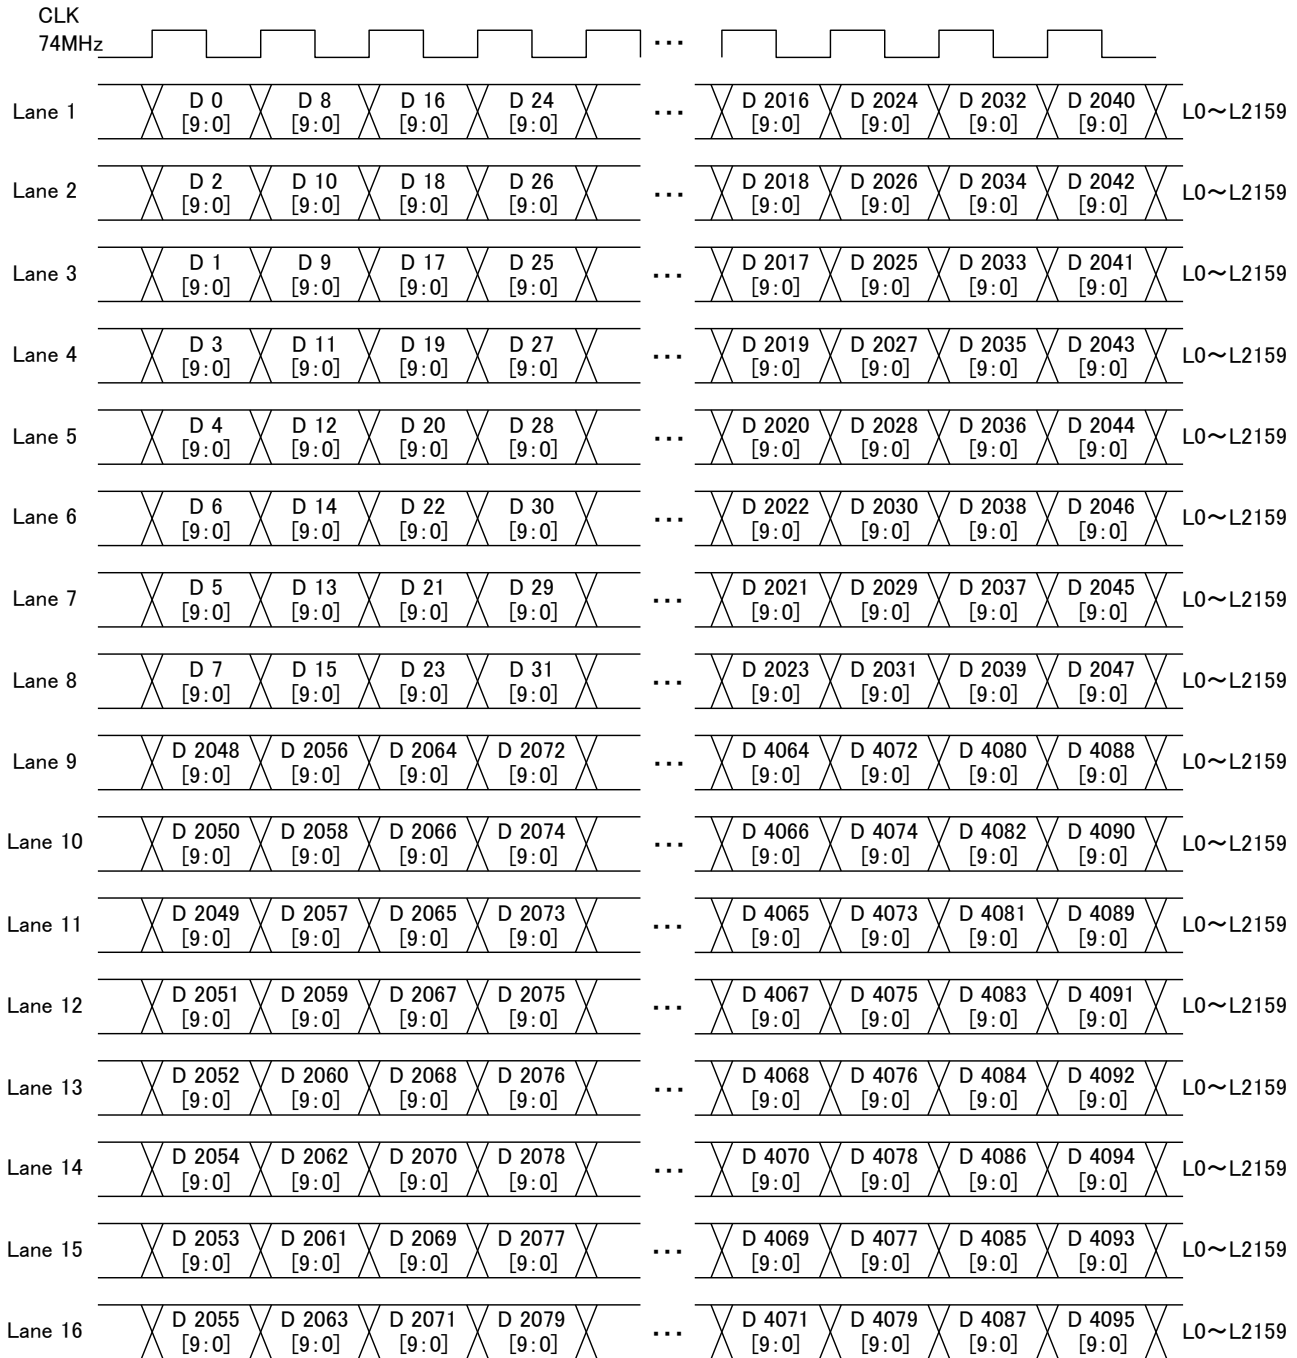 CLK
74MHz
...
Lane 1 D 0 [9:0] D 8 [9:0] D 16 [9:0] D 24 [9:0] ... D 2016 [9:0] D 2024 [9:0] D 2032 [9:0] D 2040 [9:0] L0～L2159
Lane 2 D 2 [9:0] D 10 [9:0] D 18 [9:0] D 26 [9:0] ... D 2018 [9:0] D 2026 [9:0] D 2034 [9:0] D 2042 [9:0] L0～L2159
Lane 3 D 1 [9:0] D 9 [9:0] D 17 [9:0] D 25 [9:0] ... D 2017 [9:0] D 2025 [9:0] D 2033 [9:0] D 2041 [9:0] L0～L2159
Lane 4 D 3 [9:0] D 11 [9:0] D 19 [9:0] D 27 [9:0] ... D 2019 [9:0] D 2027 [9:0] D 2035 [9:0] D 2043 [9:0] L0～L2159
Lane 5 D 4 [9:0] D 12 [9:0] D 20 [9:0] D 28 [9:0] ... D 2020 [9:0] D 2028 [9:0] D 2036 [9:0] D 2044 [9:0] L0～L2159
Lane 6 D 6 [9:0] D 14 [9:0] D 22 [9:0] D 30 [9:0] ... D 2022 [9:0] D 2030 [9:0] D 2038 [9:0] D 2046 [9:0] L0～L2159
Lane 7 D 5 [9:0] D 13 [9:0] D 21 [9:0] D 29 [9:0] ... D 2021 [9:0] D 2029 [9:0] D 2037 [9:0] D 2045 [9:0] L0～L2159
Lane 8 D 7 [9:0] D 15 [9:0] D 23 [9:0] D 31 [9:0] ... D 2023 [9:0] D 2031 [9:0] D 2039 [9:0] D 2047 [9:0] L0～L2159
Lane 9 D 2048 [9:0] D 2056 [9:0] D 2064 [9:0] D 2072 [9:0] ... D 4064 [9:0] D 4072 [9:0] D 4080 [9:0] D 4088 [9:0] L0～L2159
Lane 10 D 2050 [9:0] D 2058 [9:0] D 2066 [9:0] D 2074 [9:0] ... D 4066 [9:0] D 4074 [9:0] D 4082 [9:0] D 4090 [9:0] L0～L2159
Lane 11 D 2049 [9:0] D 2057 [9:0] D 2065 [9:0] D 2073 [9:0] ... D 4065 [9:0] D 4073 [9:0] D 4081 [9:0] D 4089 [9:0] L0～L2159
Lane 12 D 2051 [9:0] D 2059 [9:0] D 2067 [9:0] D 2075 [9:0] ... D 4067 [9:0] D 4075 [9:0] D 4083 [9:0] D 4091 [9:0] L0～L2159
Lane 13 D 2052 [9:0] D 2060 [9:0] D 2068 [9:0] D 2076 [9:0] ... D 4068 [9:0] D 4076 [9:0] D 4084 [9:0] D 4092 [9:0] L0～L2159
Lane 14 D 2054 [9:0] D 2062 [9:0] D 2070 [9:0] D 2078 [9:0] ... D 4070 [9:0] D 4078 [9:0] D 4086 [9:0] D 4094 [9:0] L0～L2159
Lane 15 D 2053 [9:0] D 2061 [9:0] D 2069 [9:0] D 2077 [9:0] ... D 4069 [9:0] D 4077 [9:0] D 4085 [9:0] D 4093 [9:0] L0～L2159
Lane 16 D 2055 [9:0] D 2063 [9:0] D 2071 [9:0] D 2079 [9:0] ... D 4071 [9:0] D 4079 [9:0] D 4087 [9:0] D 4095 [9:0] L0～L2159